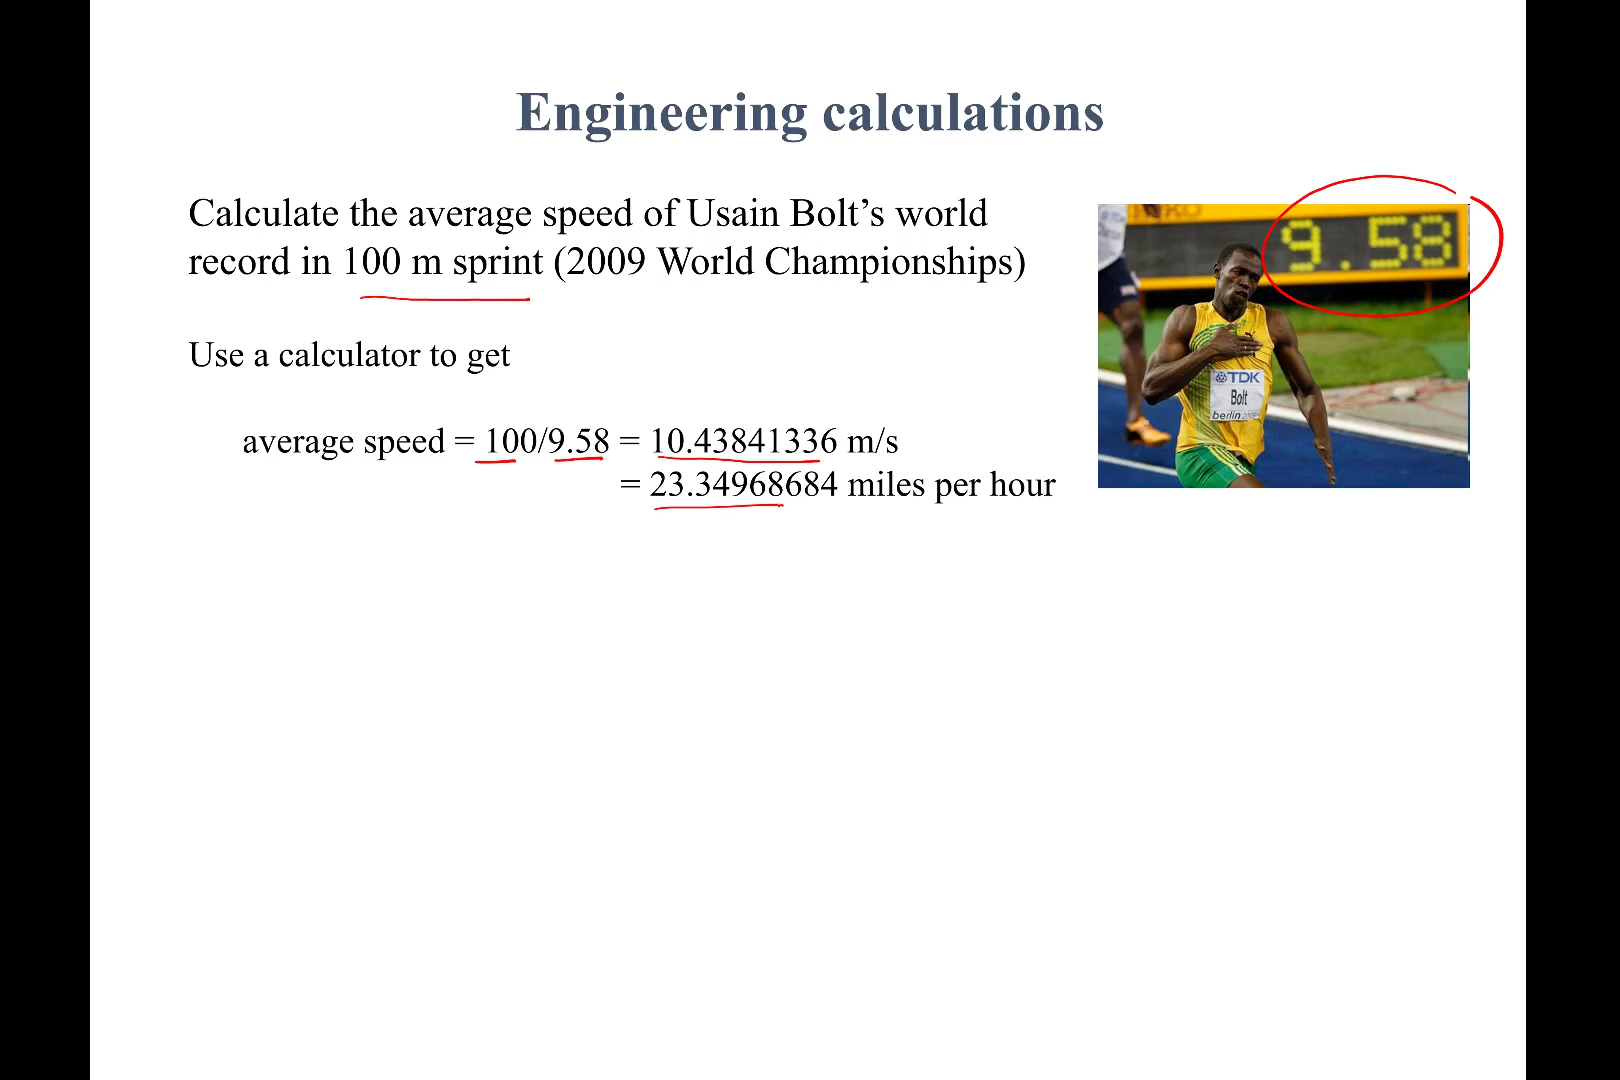 Engineering calculations
Calculate the average speed of Usain Bolt’s world
record in 100 m sprint (2009 World Championships)
Use a calculator to get
average speed = 100/9.58 = 10.43841336 m/s
= 23.34968684 miles per hour
9.58
TDK
Bolt
berlin 2009